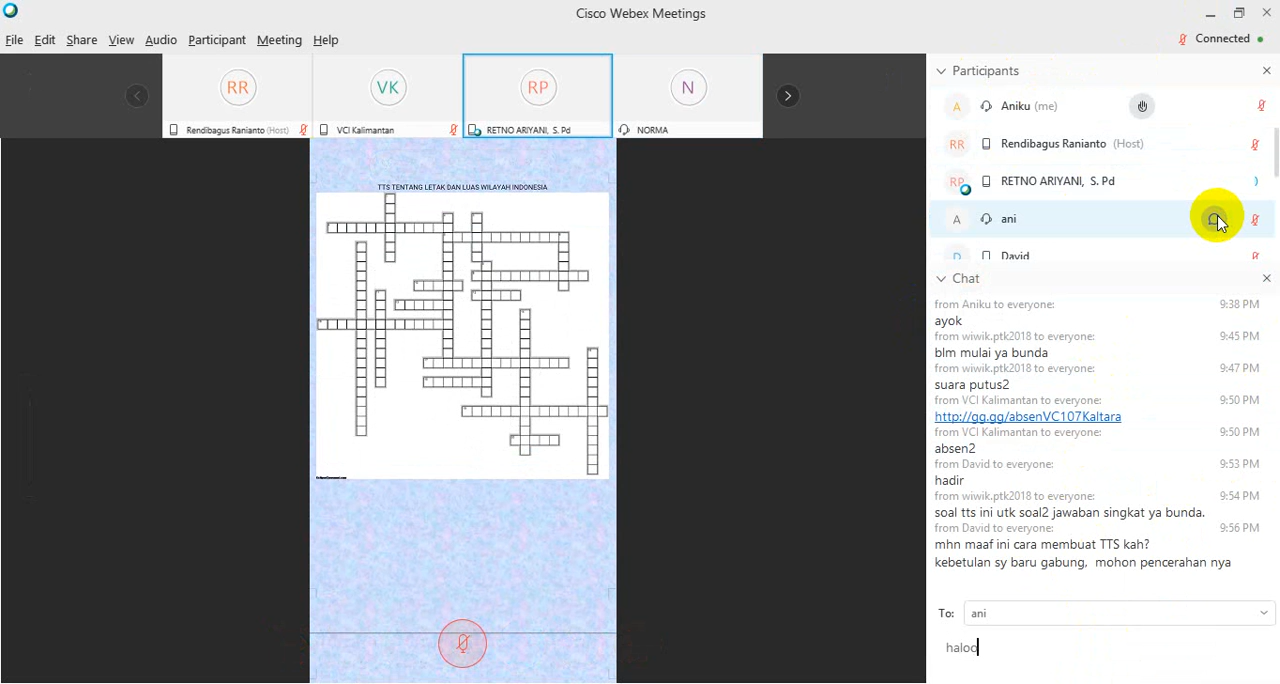 Cisco Webex Meetings
File Edit Share View Audio Participant Meeting Help
Connected
RR
VK
RP
N
Rendibagus Ranianto (Host)
VCI Kalimantan
RETNO ARIYANI, S. Pd
NORMA
TTS TENTANG LETAK DAN LUAS WILAYAH INDONESIA
Participants
A Aniku (me)
RR Rendibagus Ranianto (Host)
RP RETNO ARIYANI, S. Pd
A ani
D David
Chat
from Aniku to everyone: 9:38 PM
ayok
from wiwik.ptk2018 to everyone: 9:45 PM
blm mulai ya bunda
from wiwik.ptk2018 to everyone: 9:47 PM
suara putus2
from VCI Kalimantan to everyone: 9:50 PM
http://gg.gg/absenVC107Kaltara
from VCI Kalimantan to everyone: 9:50 PM
absen2
from David to everyone: 9:53 PM
hadir
from wiwik.ptk2018 to everyone: 9:54 PM
soal tts ini utk soal2 jawaban singkat ya bunda.
from David to everyone: 9:56 PM
mhn maaf ini cara membuat TTS kah?
kebetulan sy baru gabung, mohon pencerahan nya
To: ani
haloo